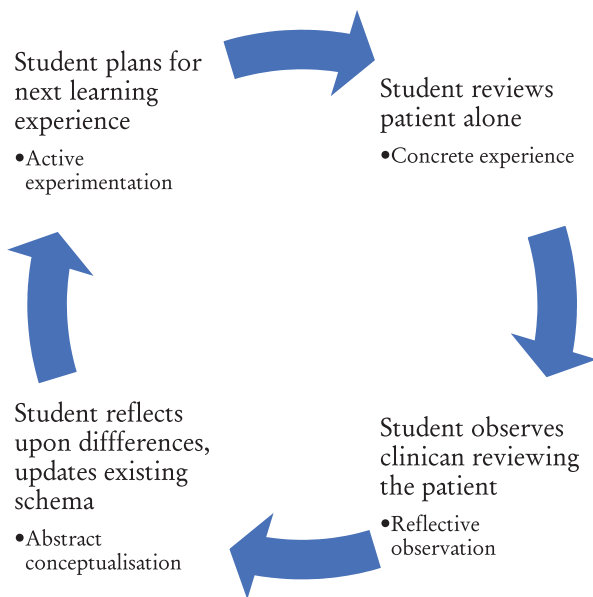 Student plans for
next learning
experience
•Active
experimentation
Student reviews
patient alone
•Concrete experience
Student observes
clinican reviewing
the patient
•Reflective
observation
Student reflects
upon diffferences,
updates existing
schema
•Abstract
conceptualisation